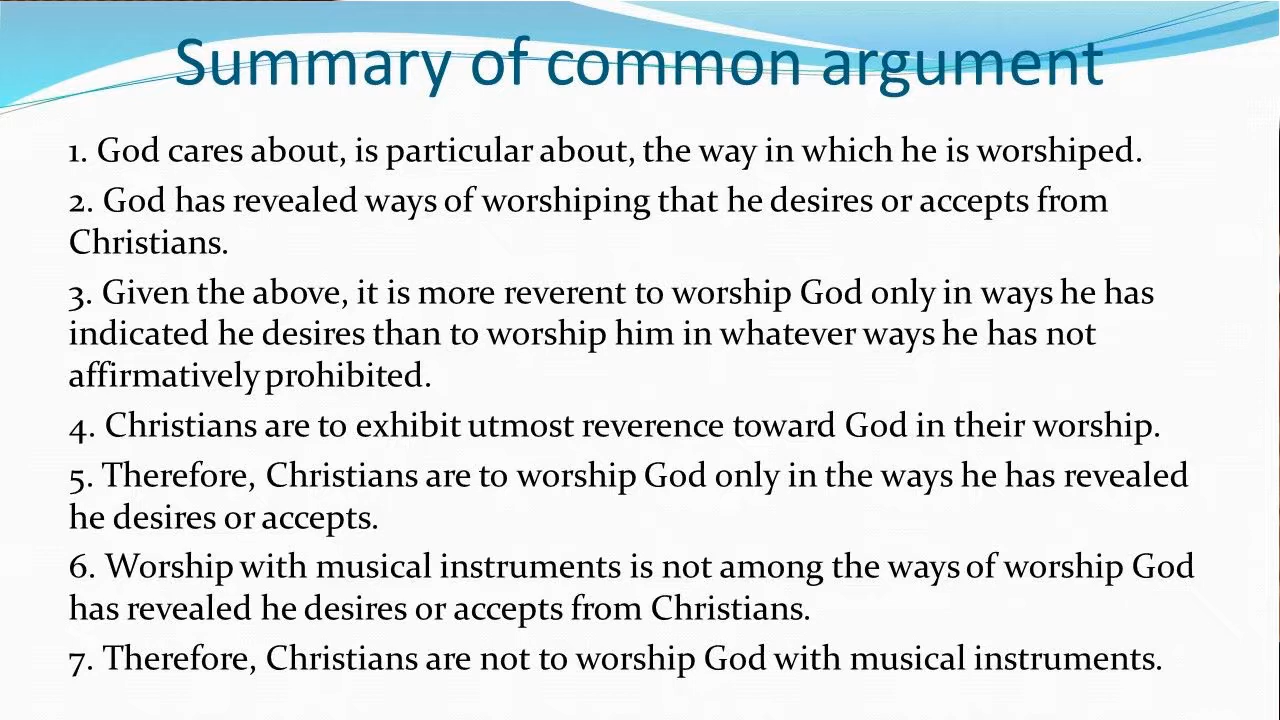 Summary of common argument
1. God cares about, is particular about, the way in which he is worshiped.
2. God has revealed ways of worshiping that he desires or accepts from
Christians.
3. Given the above, it is more reverent to worship God only in ways he has
indicated he desires than to worship him in whatever ways he has not
affirmatively prohibited.
4. Christians are to exhibit utmost reverence toward God in their worship.
5. Therefore, Christians are to worship God only in the ways he has revealed
he desires or accepts.
6. Worship with musical instruments is not among the ways of worship God
has revealed he desires or accepts from Christians.
7. Therefore, Christians are not to worship God with musical instruments.